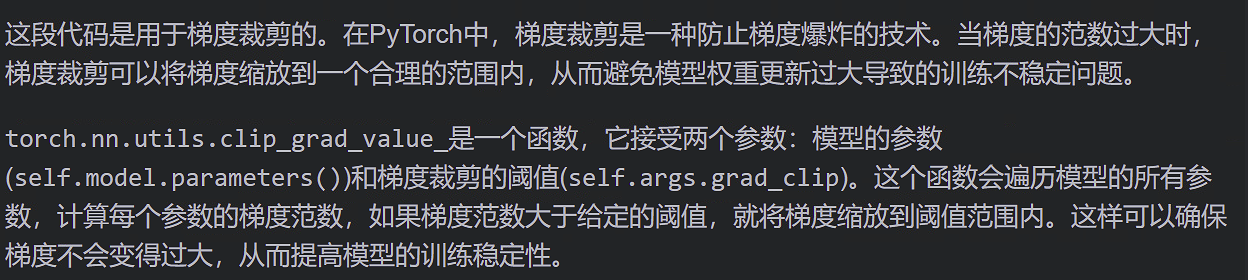 这段代码是用于梯度裁剪的。在PyTorch中，梯度裁剪是一种防止梯度爆炸的技术。当梯度的范数过大时，
梯度裁剪可以将梯度缩放到一个合理的范围内，从而避免模型权重更新过大导致的训练不稳定问题。
torch.nn.utils.clip_grad_value_是一个函数，它接受两个参数：模型的参数
(self.model.parameters())和梯度裁剪的阈值(self.args.grad_clip)。这个函数会遍历模型的所有参
数，计算每个参数的梯度范数，如果梯度范数大于给定的阈值，就将梯度缩放到阈值范围内。这样可以确保
梯度不会变得过大，从而提高模型的训练稳定性。